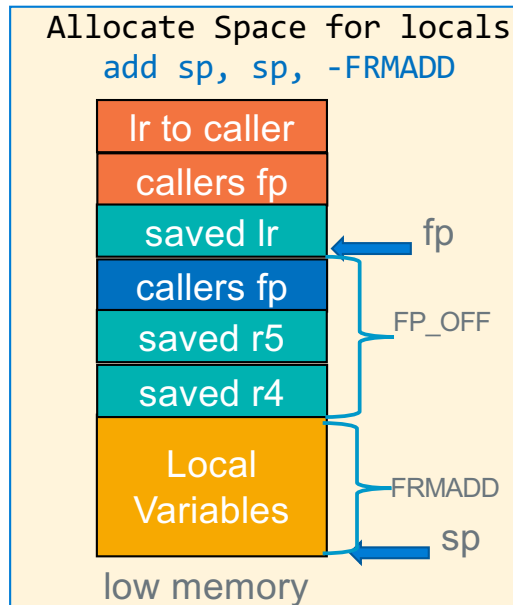 Allocate Space for locals
add sp, sp, -FRMADD
lr to caller
callers fp
saved lr
fp
callers fp
FP_OFF
saved r5
saved r4
Local
Variables
FRMADD
sp
low memory